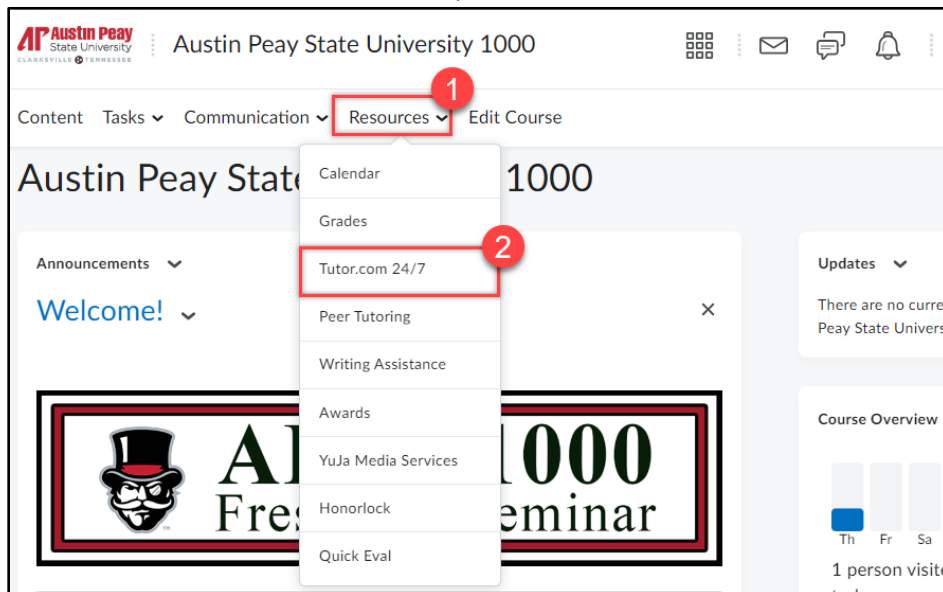 Austin Peay
State University
CLARKSVILLE TENNESSEE
Austin Peay State University 1000
1
Content Tasks Communication Resources Edit Course
Austin Peay State 1000
Calendar
Grades
2
Tutor.com 24/7
Peer Tutoring
Writing Assistance
Awards
YuJa Media Services
Honorlock
Quick Eval
Announcements
Welcome!
1000
Fres eminar
Updates
There are no curre
Peay State Univers
Course Overview
Th Fr Sa
1 person visite